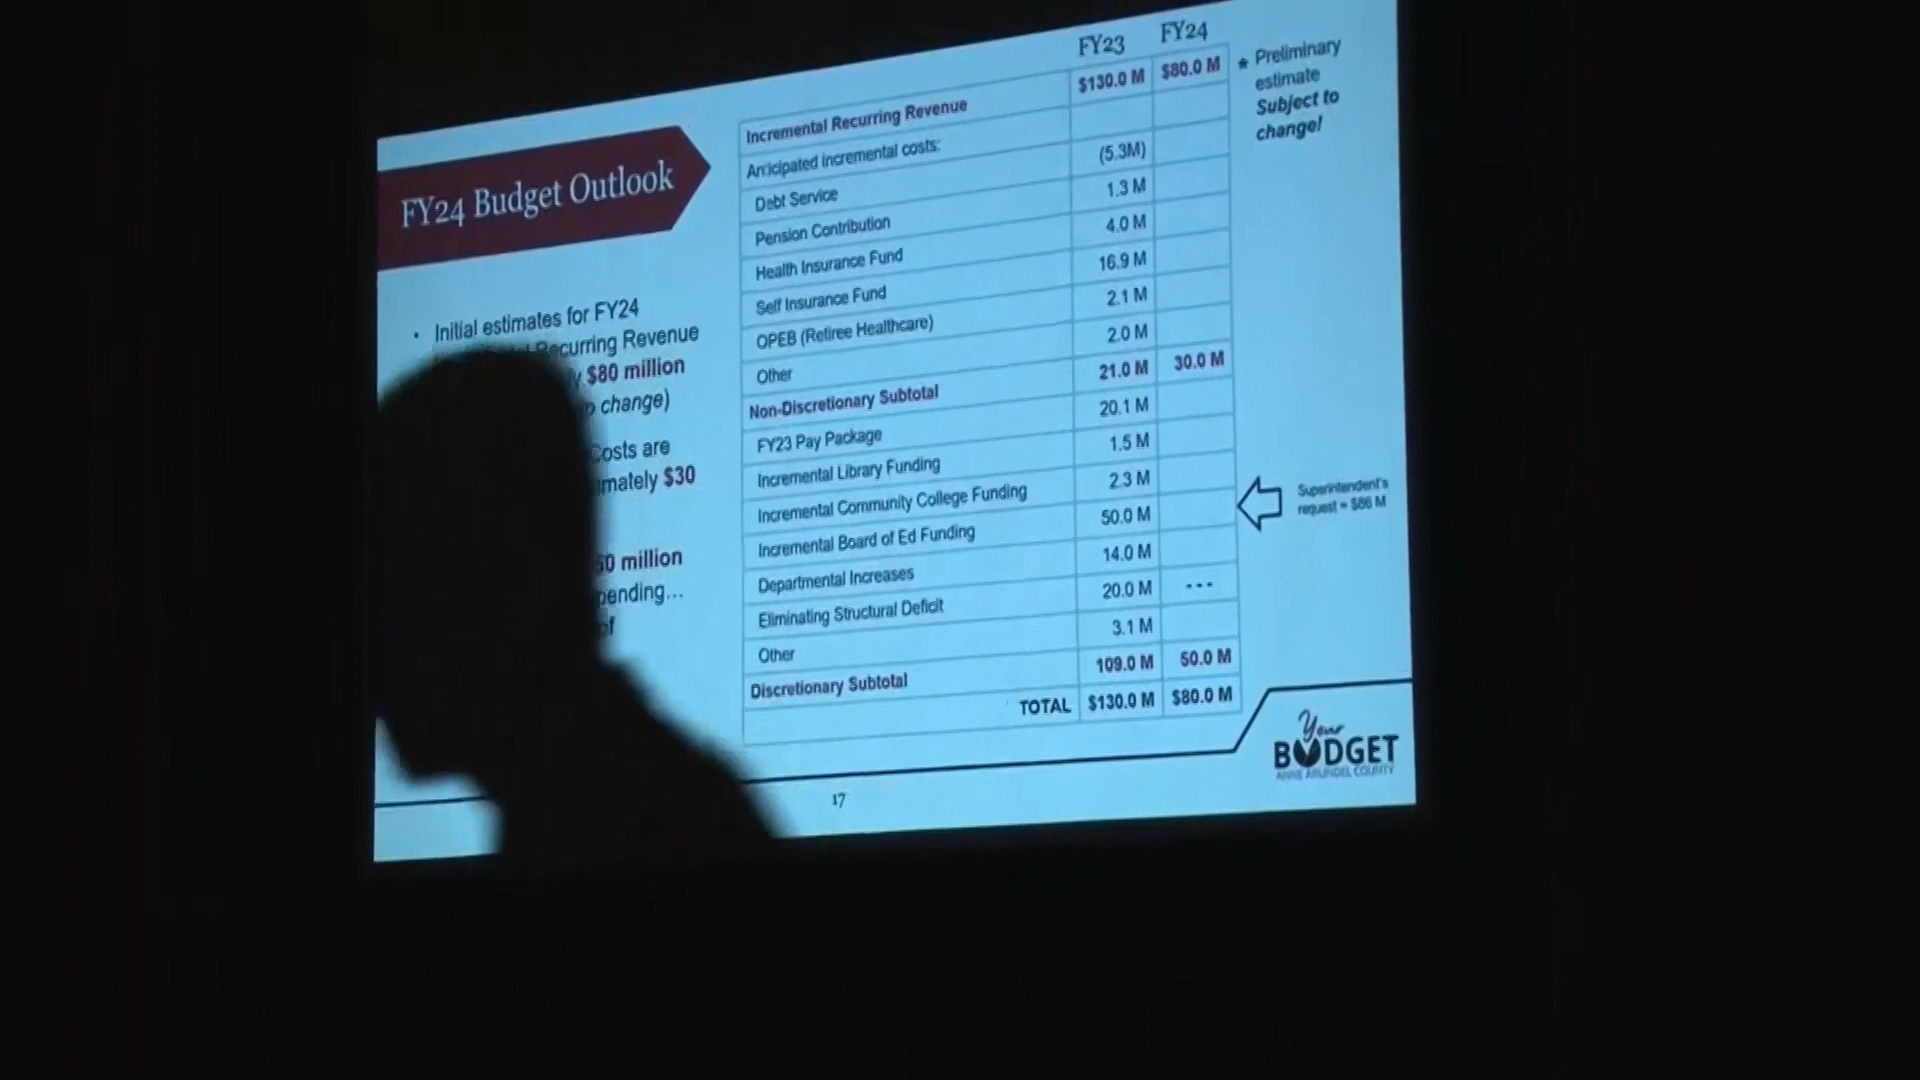 FY24 Budget Outlook
• Initial estimates for FY24
Recurring Revenue
$80 million
change)
Costs are
$30
million
of
FY23 FY24
Incremental Recurring Revenue $130.0 M $80.0 M
Anticipated incremental costs:
Debt Service (5.3M)
Pension Contribution 1.3 M
Health Insurance Fund 4.0 M
Self Insurance Fund 16.9 M
OPEB (Retiree Healthcare) 2.1 M
Other 2.0 M
Non-Discretionary Subtotal 21.0 M 30.0 M
FY23 Pay Package 20.1 M
Incremental Library Funding 1.5 M
Incremental Community College Funding 2.3 M
Incremental Board of Ed Funding 50.0 M
Departmental Increases 14.0 M
Eliminating Structural Deficit 20.0 M ---
Other 3.1 M
Discretionary Subtotal 109.0 M 50.0 M
TOTAL $130.0 M $80.0 M
* Preliminary
estimate
Subject to
change!
Superintendent's
request = $86 M
17
Your
BUDGET
ANNE ARUNDEL COUNTY